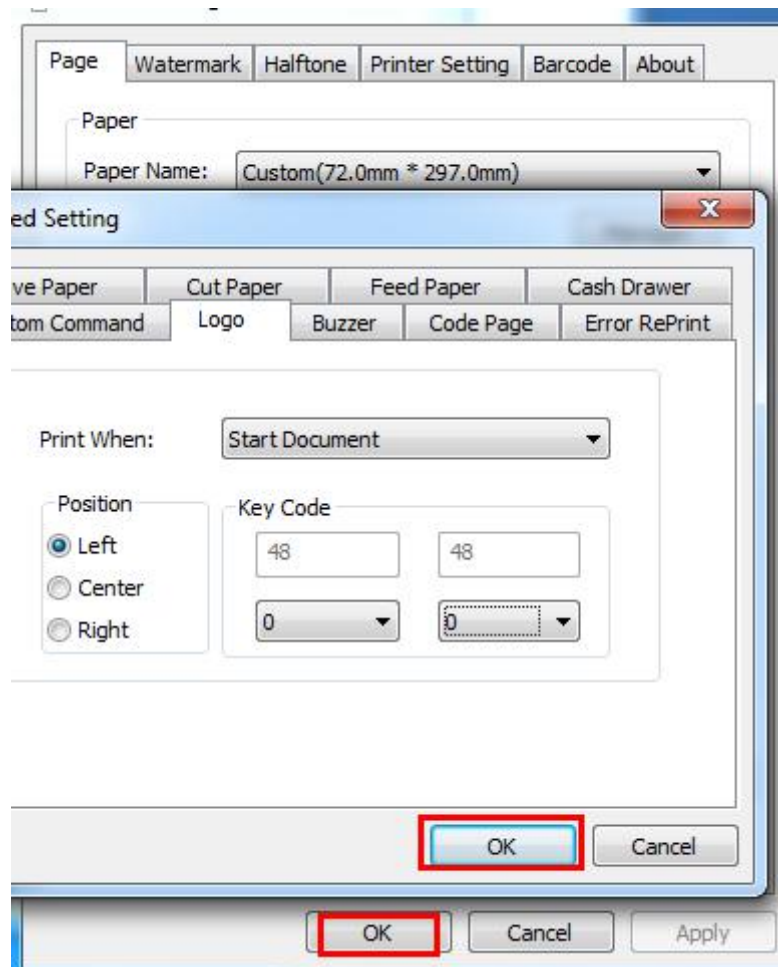 Page Watermark Halftone Printer Setting Barcode About
Paper
Paper Name: Custom(72.0mm * 297.0mm)
ed Setting
ve Paper Cut Paper Feed Paper Cash Drawer
tom Command Logo Buzzer Code Page Error RePrint
Print When: Start Document
Position Key Code
Left 48 48
Center
Right 0 0
OK Cancel
OK Cancel Apply